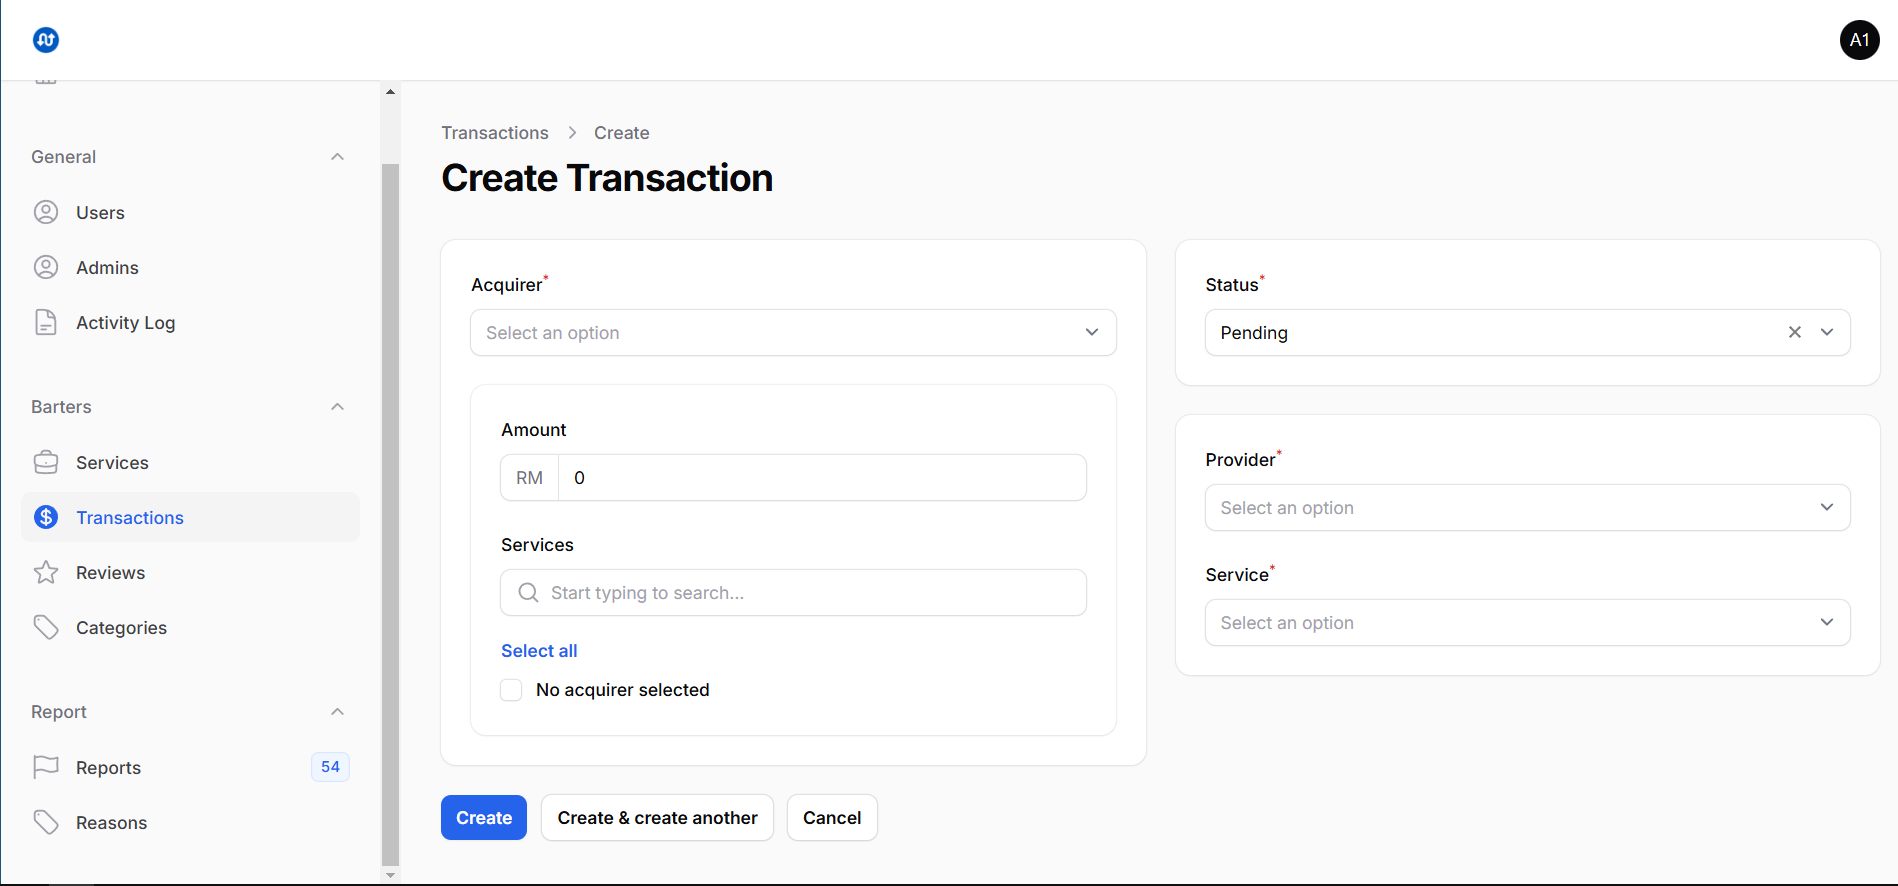 A1
General
Users
Admins
Activity Log
Barters
Services
Transactions
Reviews
Categories
Report
Reports 54
Reasons
Transactions > Create
Create Transaction
Acquirer*
Select an option
Amount
RM 0
Services
Start typing to search...
Select all
No acquirer selected
Status*
Pending
Provider*
Select an option
Service*
Select an option
Create
Create & create another
Cancel